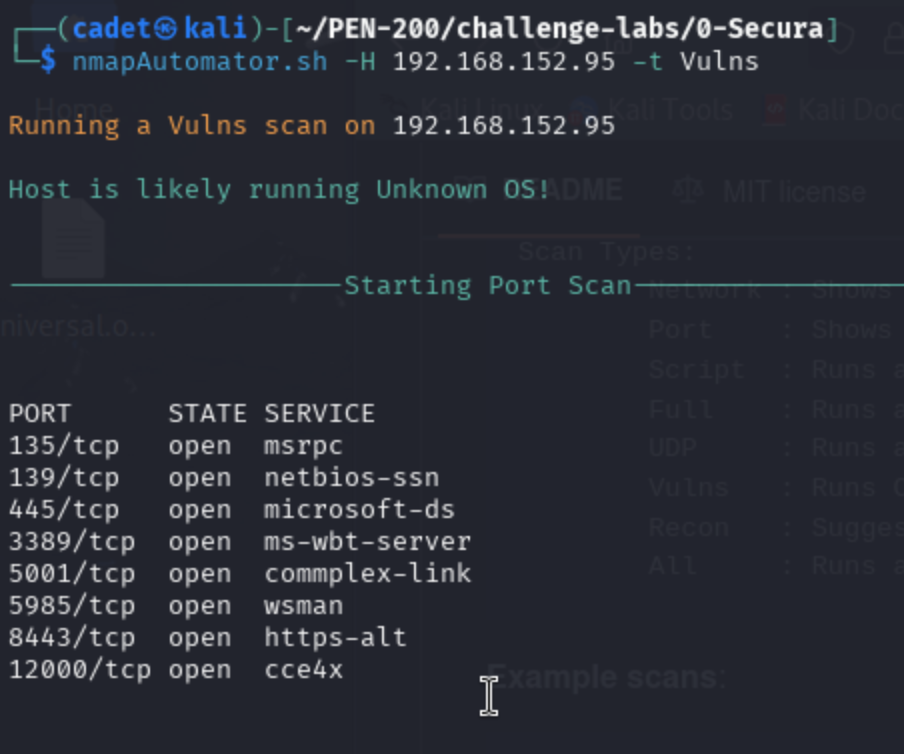 ┌──(cadet㉿kali)-[~/PEN-200/challenge-labs/0-Secura]
└─$ nmapAutomator.sh -H 192.168.152.95 -t Vulns
Home
Kali Linux
Kali Tools
Kali Doc
Running a Vulns scan on 192.168.152.95
Host is likely running Unknown OS!
README
MIT license
Scan Types:
Starting Port Scan
Network : Shows
niversal.o...
Port : Shows
Script : Runs a
Full : Runs a
PORT STATE SERVICE
135/tcp open msrpc
UDP : Runs a
139/tcp open netbios-ssn
Vulns : Runs C
445/tcp open microsoft-ds
Recon : Sugges
3389/tcp open ms-wbt-server
All : Runs a
5001/tcp open commplex-link
5985/tcp open wsman
8443/tcp open https-alt
12000/tcp open cce4x
Example scans: